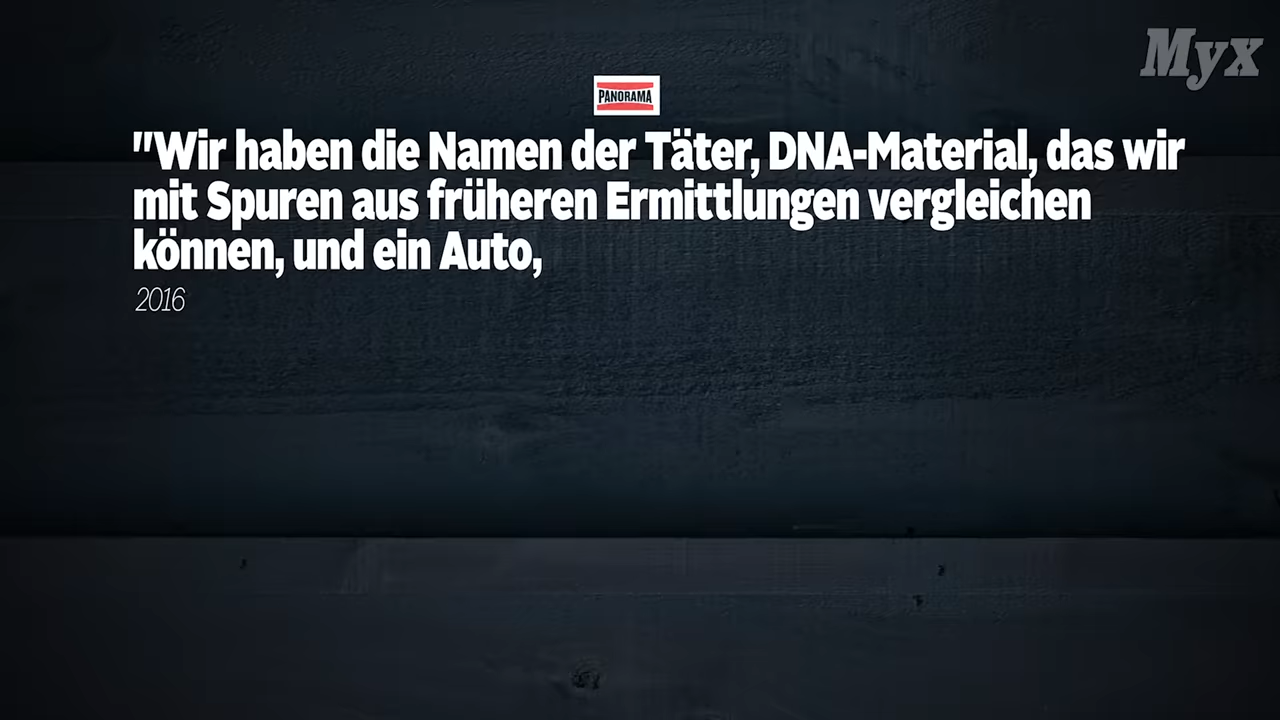 Myx
PANORAMA
"Wir haben die Namen der Täter, DNA-Material, das wir
mit Spuren aus früheren Ermittlungen vergleichen
können, und ein Auto,
2016